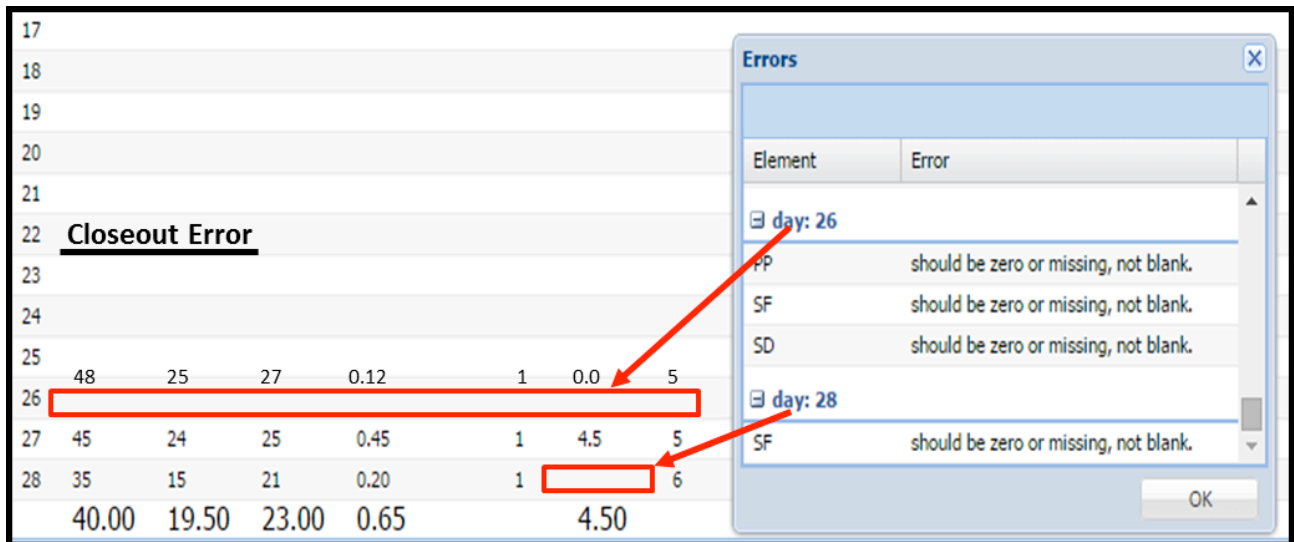 17
18
19
20
21
22 Closeout Error
23
24
25
48 25 27 0.12 1 0.0 5
26
27 45 24 25 0.45 1 4.5 5
28 35 15 21 0.20 1 6
40.00 19.50 23.00 0.65 4.50
Errors
Element Error
day: 26
PP should be zero or missing, not blank.
SF should be zero or missing, not blank.
SD should be zero or missing, not blank.
day: 28
SF should be zero or missing, not blank.
OK